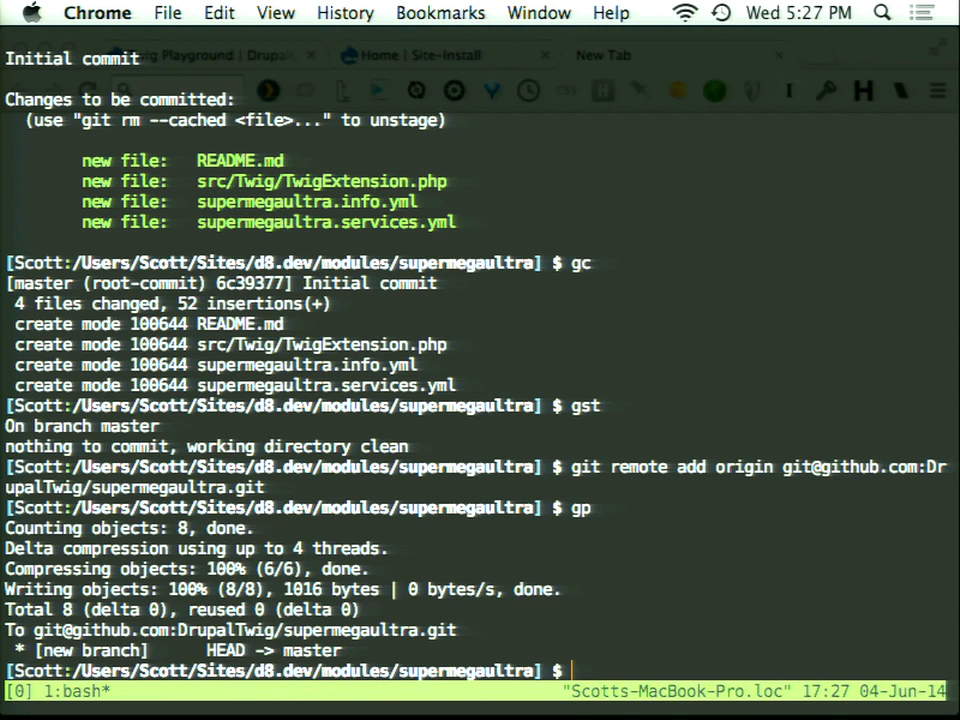 Chrome File Edit View History Bookmarks Window Help Wed 5:27 PM
Twig Playground | Drupal Home | Site-Install New Tab
Initial commit
Changes to be committed:
(use "git rm --cached <file>..." to unstage)
new file: README.md
new file: src/Twig/TwigExtension.php
new file: supermegaultra.info.yml
new file: supermegaultra.services.yml
[Scott:/Users/Scott/Sites/d8.dev/modules/supermegaultra] $ gc
[master (root-commit) 6c39377] Initial commit
4 files changed, 52 insertions(+)
create mode 100644 README.md
create mode 100644 src/Twig/TwigExtension.php
create mode 100644 supermegaultra.info.yml
create mode 100644 supermegaultra.services.yml
[Scott:/Users/Scott/Sites/d8.dev/modules/supermegaultra] $ gst
On branch master
nothing to commit, working directory clean
[Scott:/Users/Scott/Sites/d8.dev/modules/supermegaultra] $ git remote add origin git@github.com:Dr
upalTwig/supermegaultra.git
[Scott:/Users/Scott/Sites/d8.dev/modules/supermegaultra] $ gp
Counting objects: 8, done.
Delta compression using up to 4 threads.
Compressing objects: 100% (6/6), done.
Writing objects: 100% (8/8), 1016 bytes | 0 bytes/s, done.
Total 8 (delta 0), reused 0 (delta 0)
To git@github.com:DrupalTwig/supermegaultra.git
* [new branch] HEAD -> master
[Scott:/Users/Scott/Sites/d8.dev/modules/supermegaultra] $
[0] 1:bash* "Scotts-MacBook-Pro.loc" 17:27 04-Jun-14